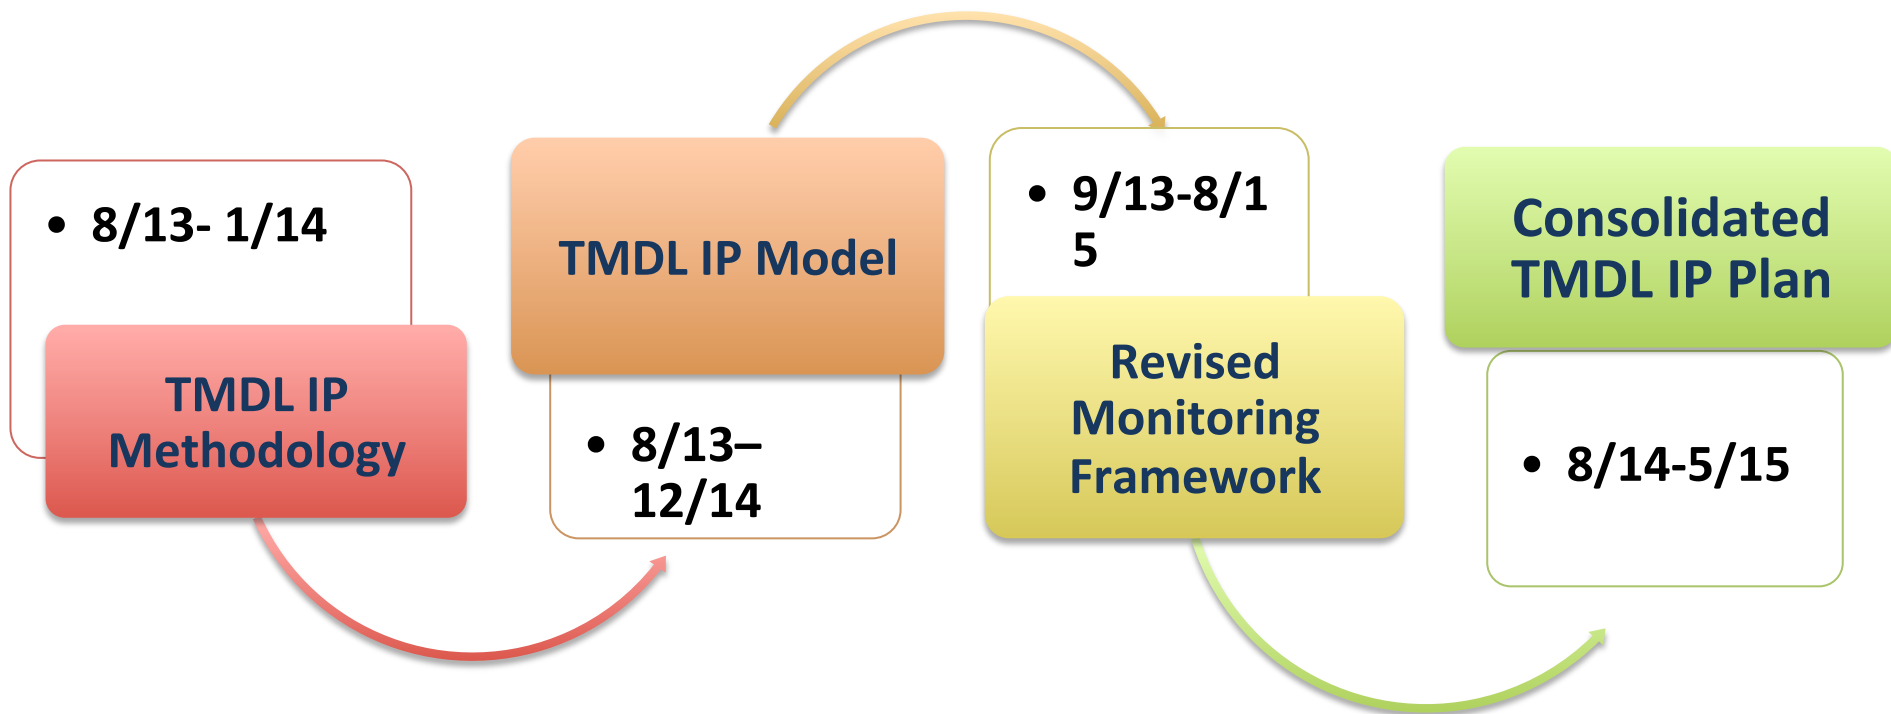 • 8/13- 1/14
TMDL IP
Methodology
TMDL IP Model
• 8/13–
12/14
• 9/13-8/1
5
Revised
Monitoring
Framework
Consolidated
TMDL IP Plan
• 8/14-5/15